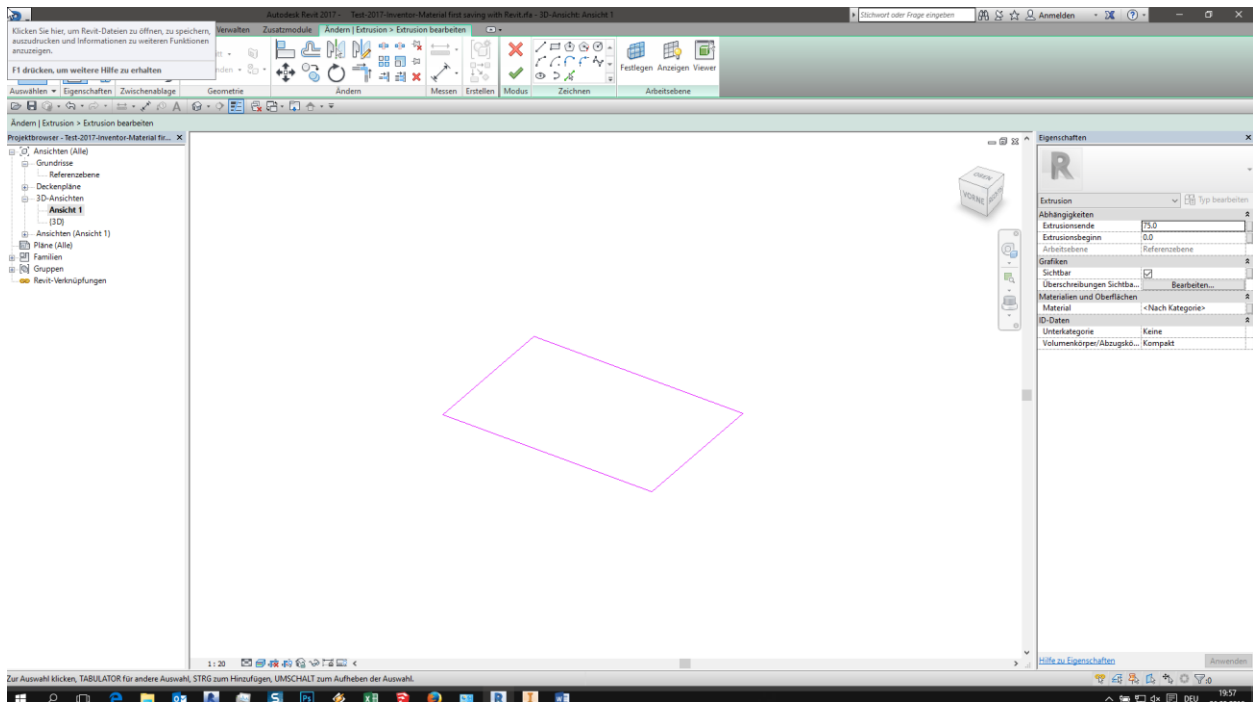 Autodesk Revit 2017 - Test-2017-Inventor-Material first saving with Revit.rfa - 3D-Ansicht: Ansicht 1
Stichwort oder Frage eingeben
Anmelden
Klicken Sie hier, um Revit-Dateien zu öffnen, zu speichern,
auszudrucken und Informationen zu weiteren Funktionen
anzuzeigen.
F1 drücken, um weitere Hilfe zu erhalten
Verwalten Zusatzmodule Ändern | Extrusion > Extrusion bearbeiten
Festlegen Anzeigen Viewer
Auswählen Eigenschaften Zwischenablage Geometrie Ändern Messen Erstellen Modus Zeichnen Arbeitsebene
Ändern | Extrusion > Extrusion bearbeiten
Projektbrowser - Test-2017-Inventor-Material fir...
Ansichten (Alle)
Grundrisse
Referenzebene
Deckenpläne
3D-Ansichten
Ansicht 1
{3D}
Ansichten (Ansicht 1)
Pläne (Alle)
Familien
Gruppen
Revit-Verknüpfungen
OBEN
VORNE
Eigenschaften
R
Extrusion
Typ bearbeiten
Abhängigkeiten
Extrusionsende 75.0
Extrusionsbeginn 0.0
Arbeitsebene Referenzebene
Grafiken
Sichtbar
Überschreibungen Sichtba... Bearbeiten...
Materialien und Oberflächen
Material <Nach Kategorie>
ID-Daten
Unterkategorie Keine
Volumenkörper/Abzugskö... Kompakt
Hilfe zu Eigenschaften
Anwenden
1 : 20
Zur Auswahl klicken, TABULATOR für andere Auswahl, STRG zum Hinzufügen, UMSCHALT zum Aufheben der Auswahl.
:0
DEU
19:57